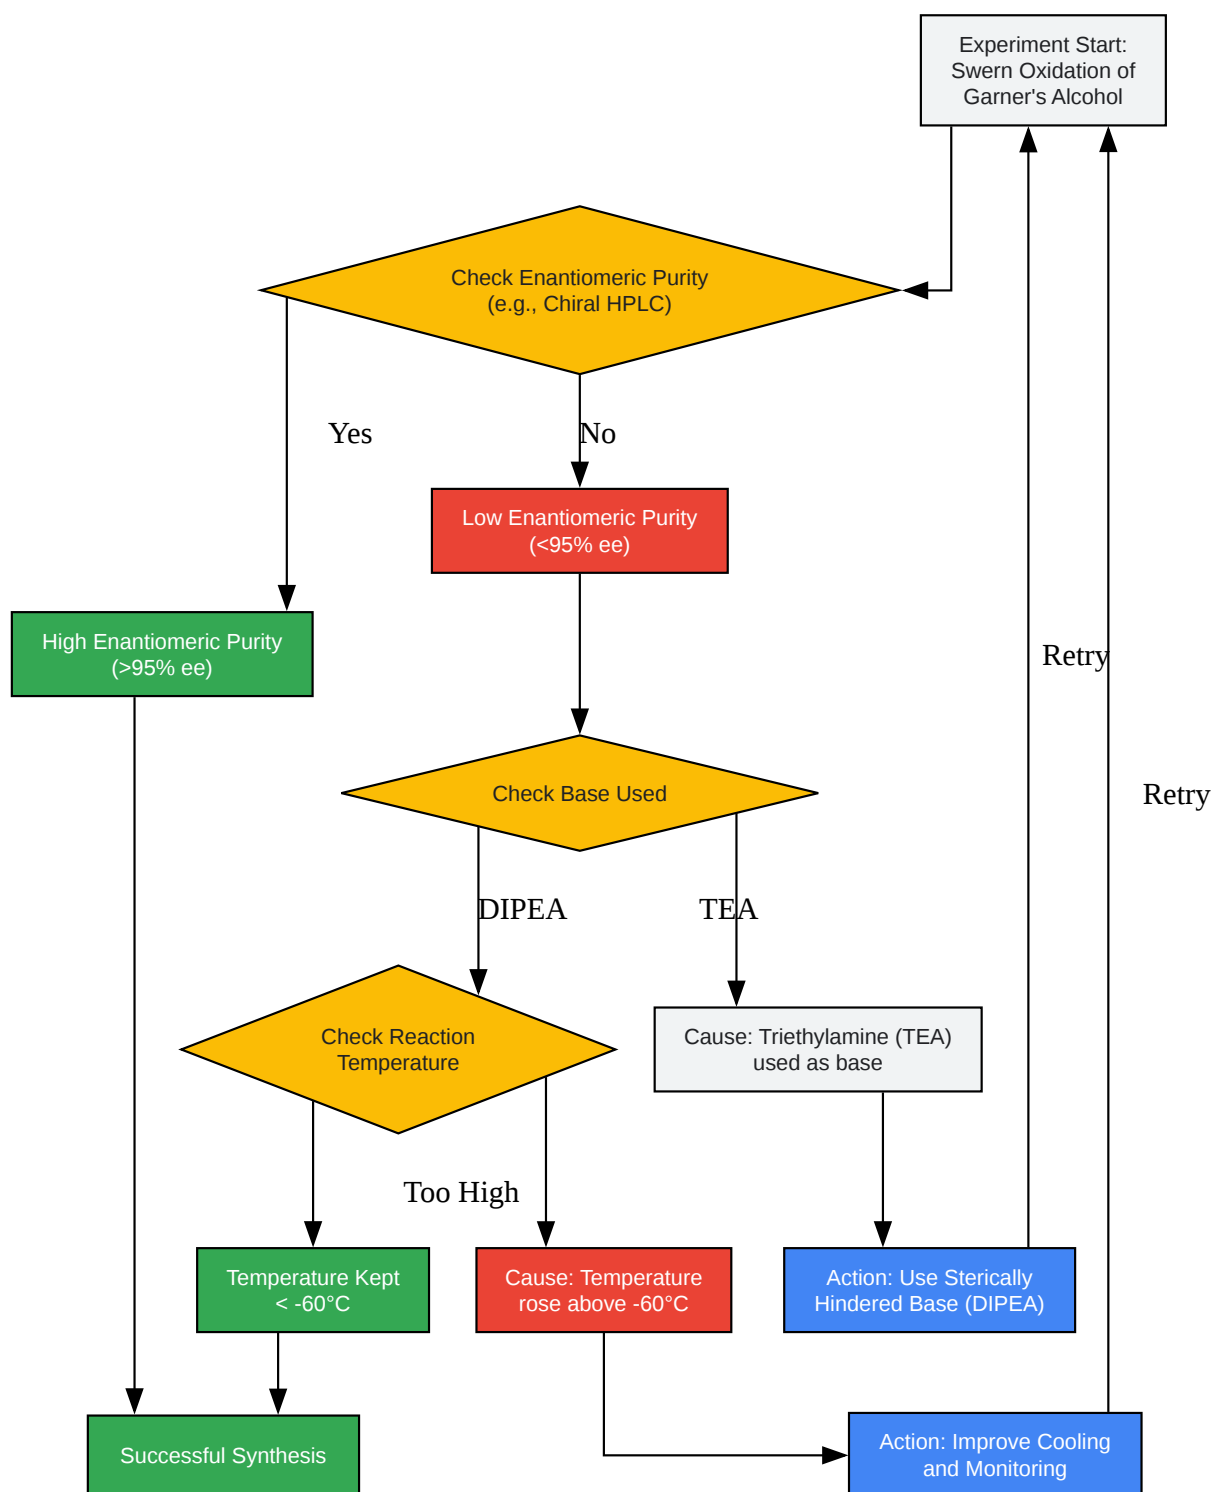 Experiment Start:
Swern Oxidation of
Garner's Alcohol
Check Enantiomeric Purity
(e.g., Chiral HPLC)
Yes
No
Low Enantiomeric Purity
(<95% ee)
High Enantiomeric Purity
(>95% ee)
Retry
Check Base Used
Retry
DIPEA
TEA
Check Reaction
Temperature
Cause: Triethylamine (TEA)
used as base
Too High
Temperature Kept
< -60°C
Cause: Temperature
rose above -60°C
Action: Use Sterically
Hindered Base (DIPEA)
Successful Synthesis
Action: Improve Cooling
and Monitoring